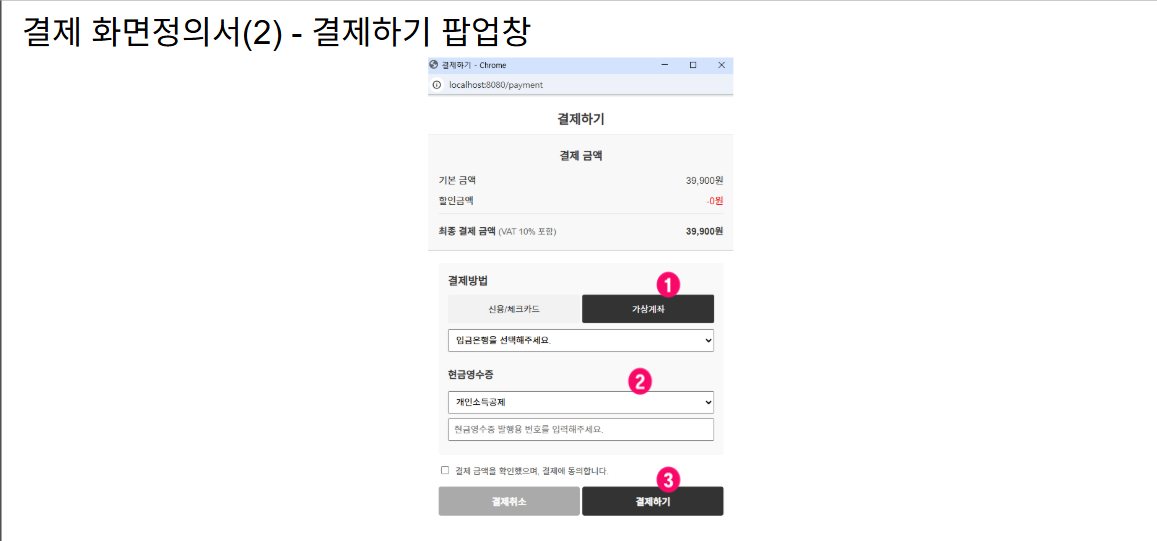 결제 화면정의서(2) - 결제하기 팝업창
결제하기 - Chrome
localhost:8080/payment
결제하기
결제 금액
기본 금액 39,900원
할인금액 -0원
최종 결제 금액 (VAT 10% 포함) 39,900원
결제방법
1
신용/체크카드 가상계좌
입금은행을 선택해주세요.
현금영수증
2
개인소득공제
현금영수증 발행용 번호를 입력해주세요.
결제 금액을 확인했으며, 결제에 동의합니다.
3
결제취소 결제하기